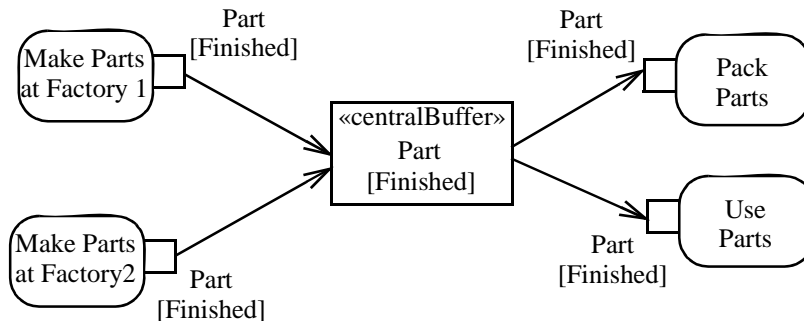 Part
[Finished]
Make Parts
at Factory 1
Part
[Finished]
Pack
Parts
«centralBuffer»
Part
[Finished]
Make Parts
at Factory2
Part
[Finished]
Use
Parts
Part
[Finished]